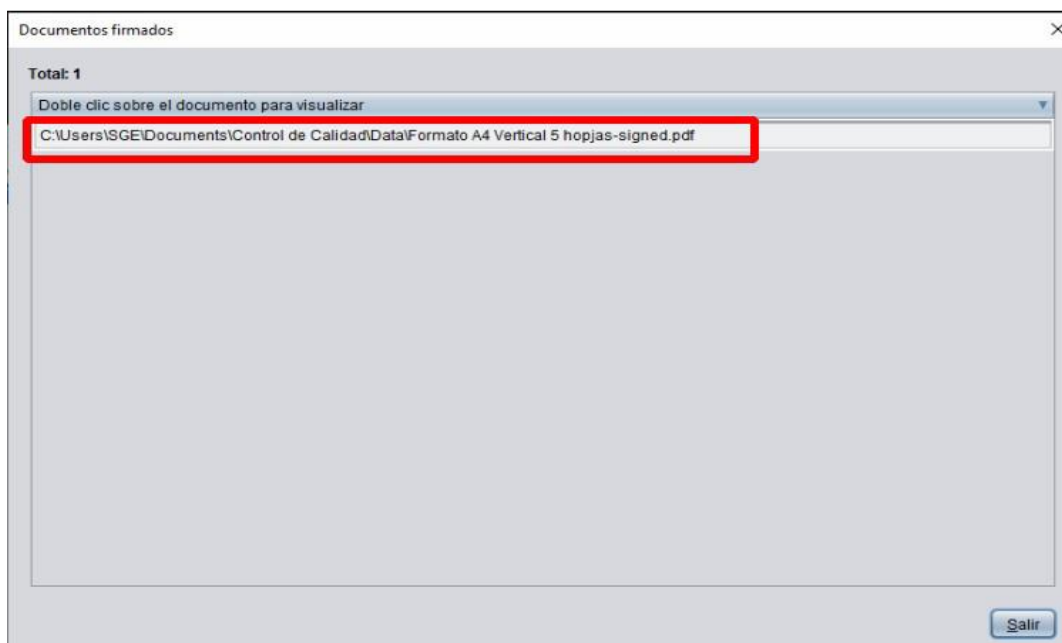 Documentos firmados
Total: 1
Doble clic sobre el documento para visualizar
C:\Users\SGE\Documents\Control de Calidad\Data\Formato A4 Vertical 5 hopjas-signed.pdf
Salir